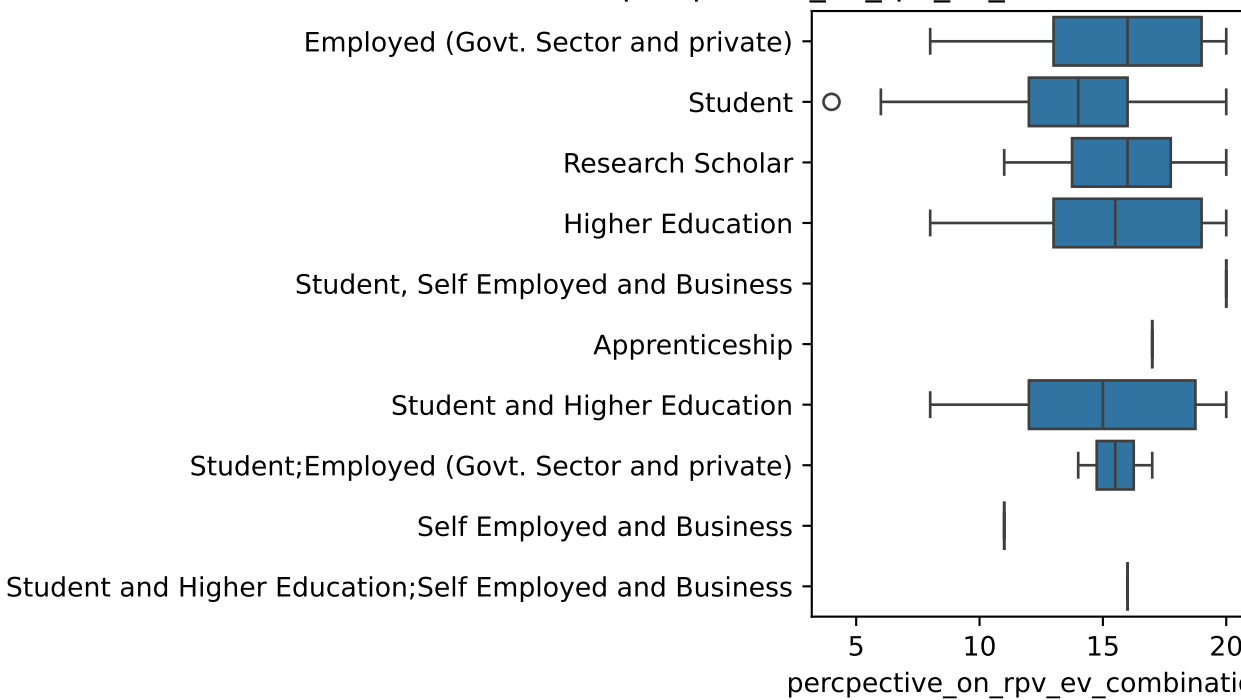 Employed (Govt. Sector and private)
Student
Research Scholar
Higher Education
Student, Self Employed and Business
Apprenticeship
Student and Higher Education
Student;Employed (Govt. Sector and private)
Self Employed and Business
Student and Higher Education;Self Employed and Business
5 10 15 20
percpective_on_rpv_ev_combinati